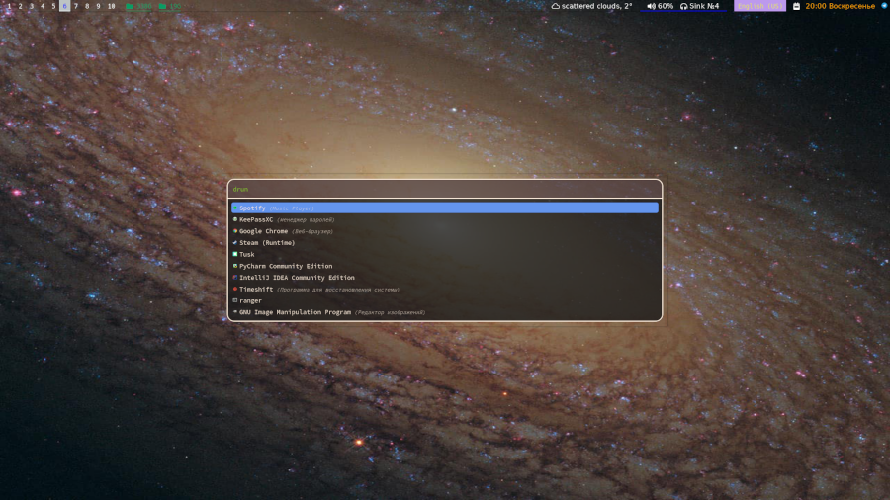 1 2 3 4 5 6 7 8 9 10
scattered clouds, 2° 60% Sink №4 English (US) 20:00 Воскресенье
drun
Spotify (Music Player)
KeePassXC (менеджер паролей)
Google Chrome (Веб-браузер)
Steam (Runtime)
Tusk
PyCharm Community Edition
IntelliJ IDEA Community Edition
Timeshift (Программа для восстановления системы)
ranger
GNU Image Manipulation Program (Редактор изображений)